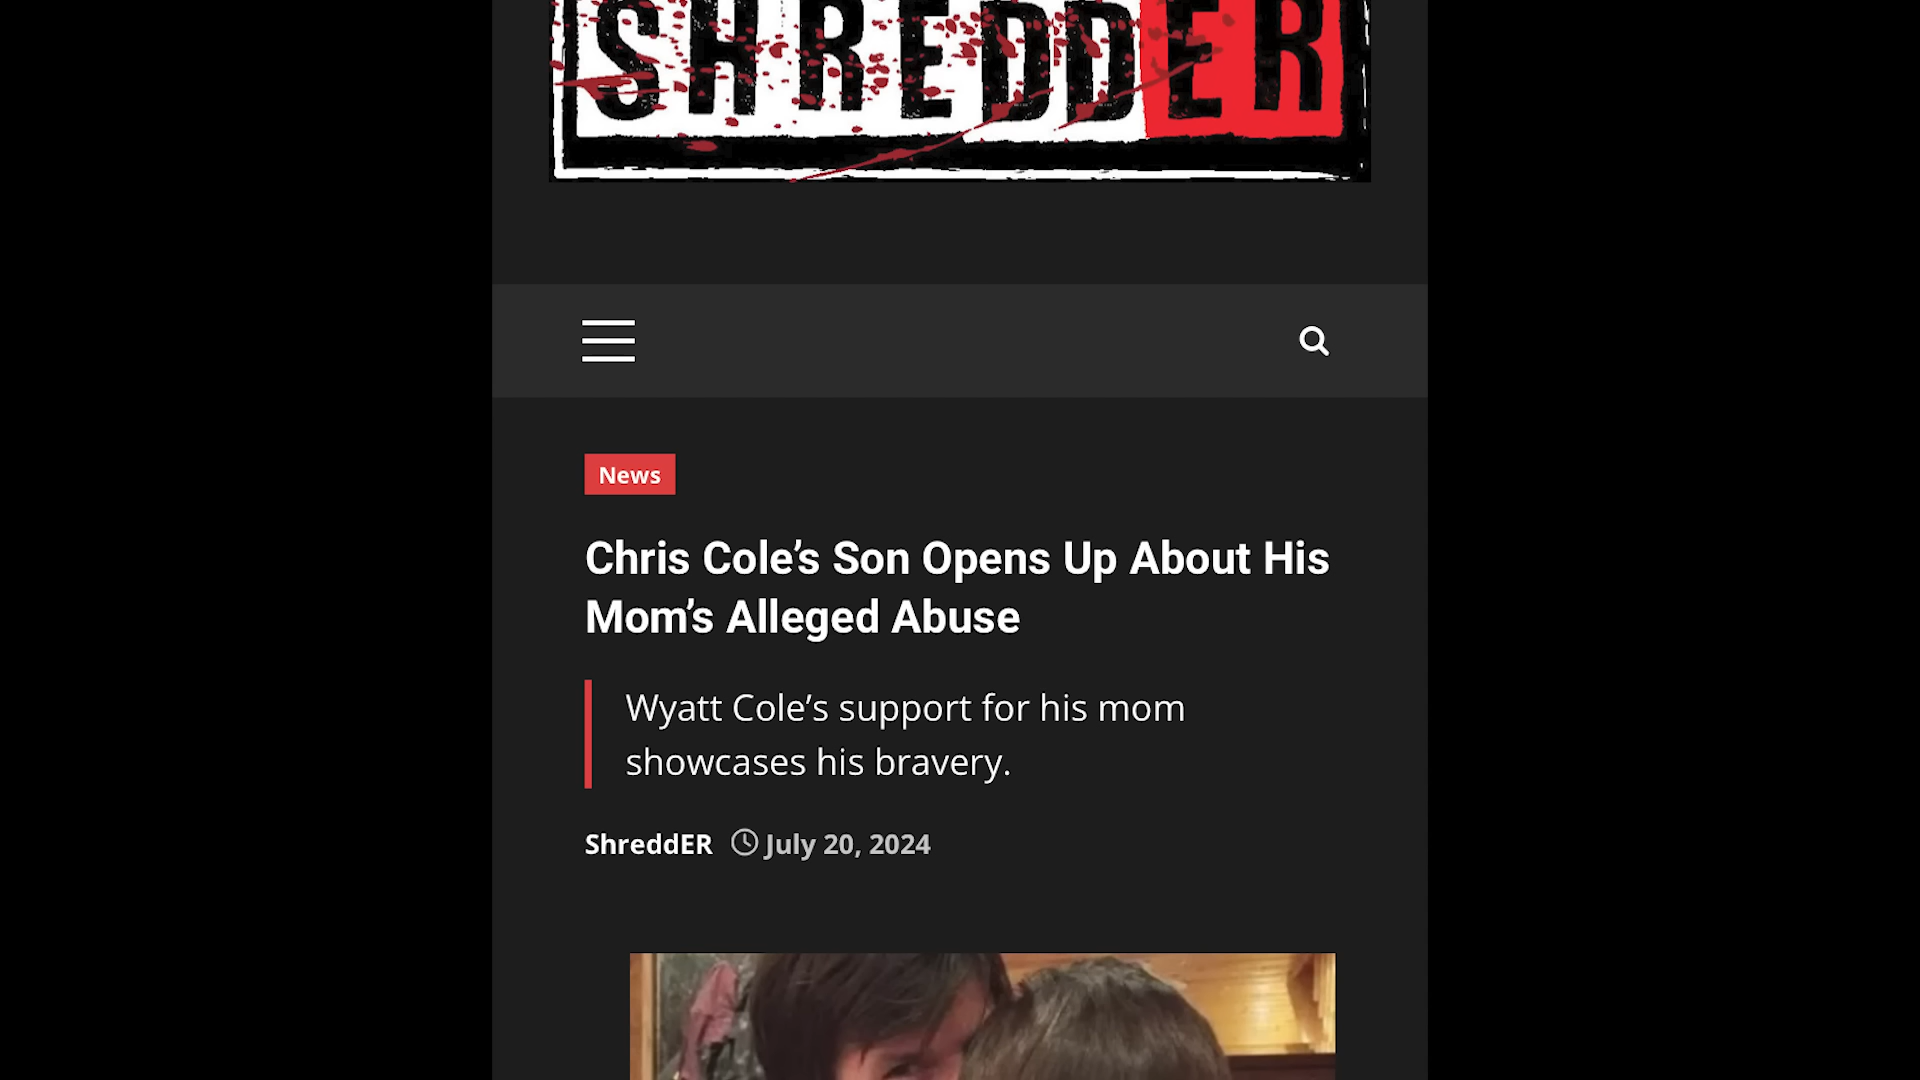 SHREDDER
News
Chris Cole’s Son Opens Up About His
Mom’s Alleged Abuse
Wyatt Cole’s support for his mom
showcases his bravery.
ShreddER July 20, 2024